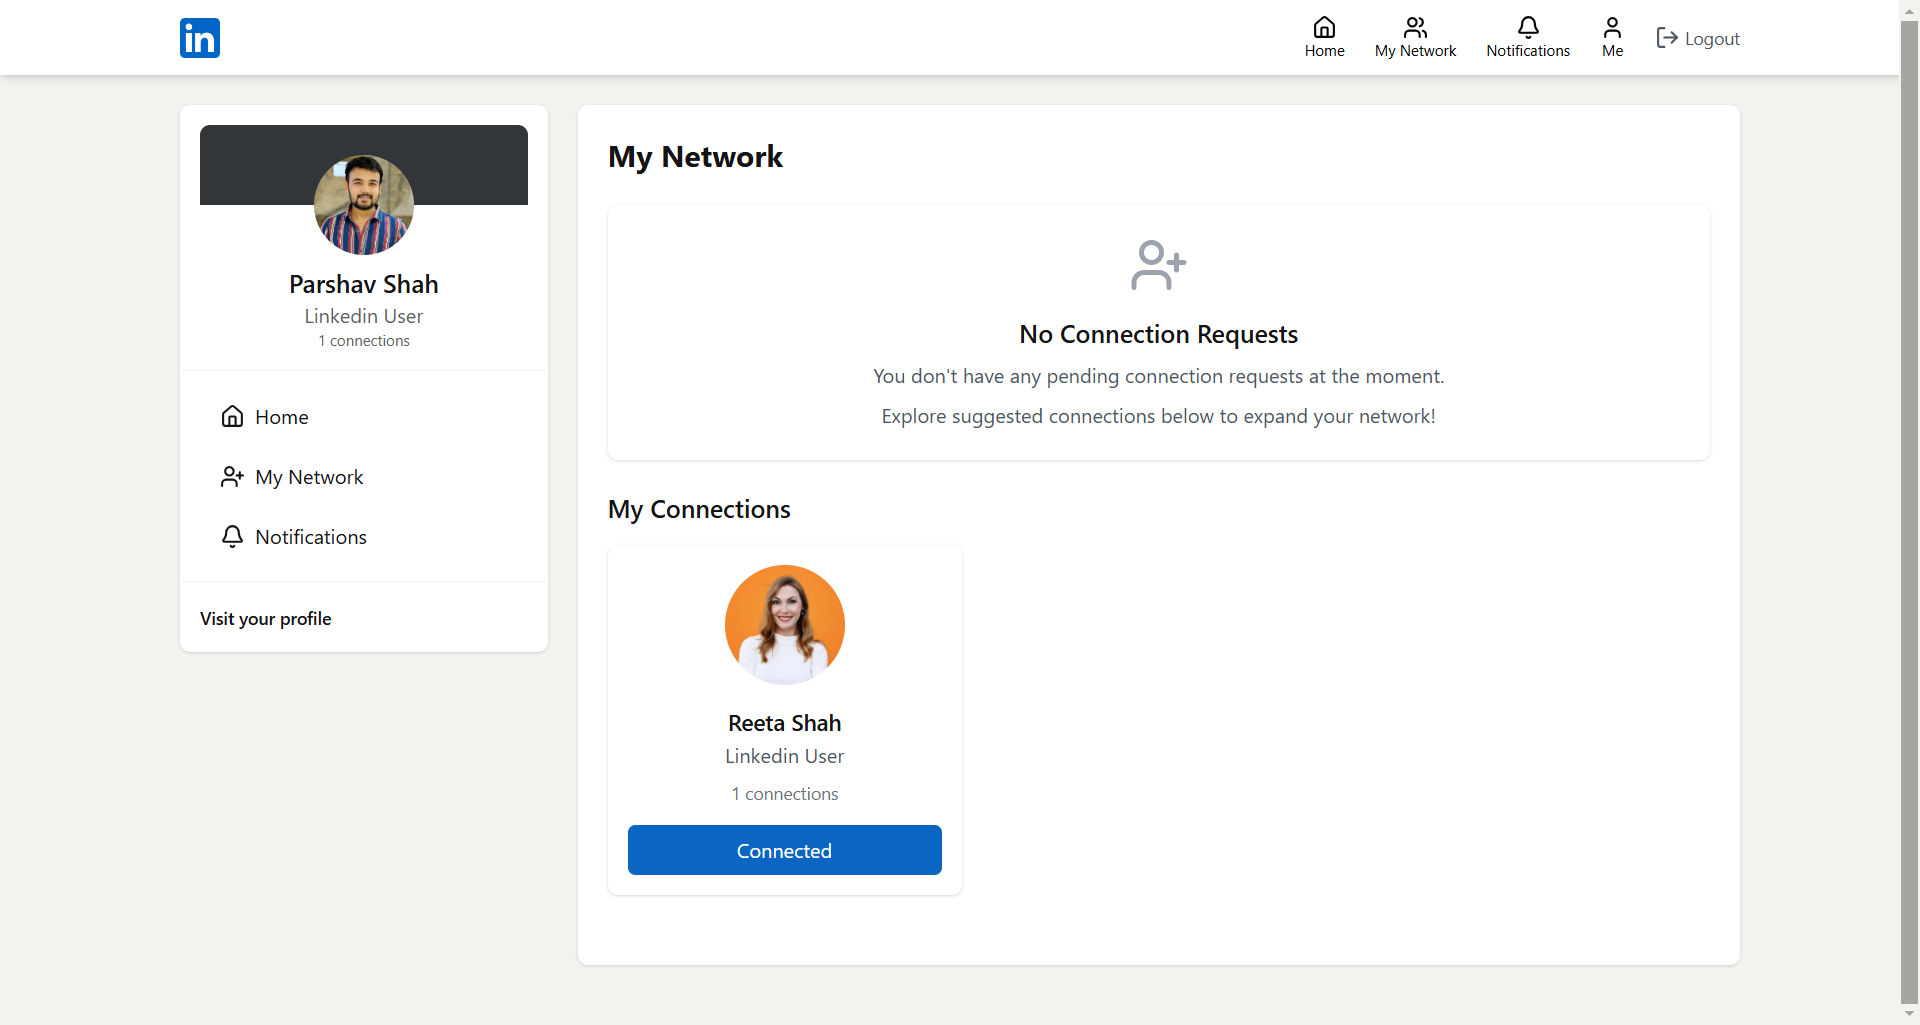 in
Home
My Network
Notifications
Me
Logout
Parshav Shah
Linkedin User
1 connections
Home
My Network
Notifications
Visit your profile
My Network
No Connection Requests
You don't have any pending connection requests at the moment.
Explore suggested connections below to expand your network!
My Connections
Reeta Shah
Linkedin User
1 connections
Connected